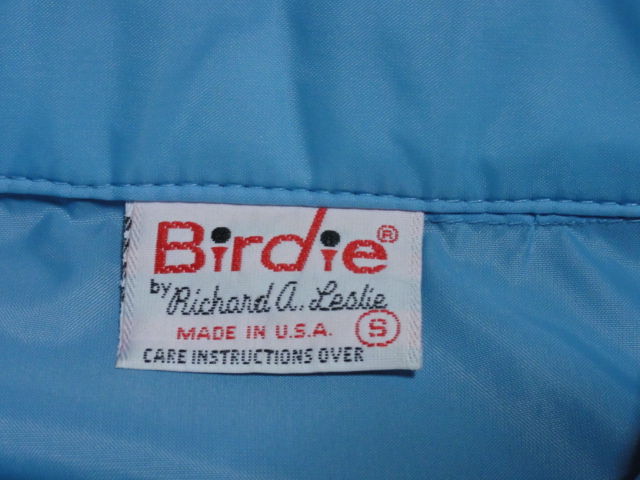 Birdie®
by Richard A. Leslie
MADE IN U.S.A. S
CARE INSTRUCTIONS OVER